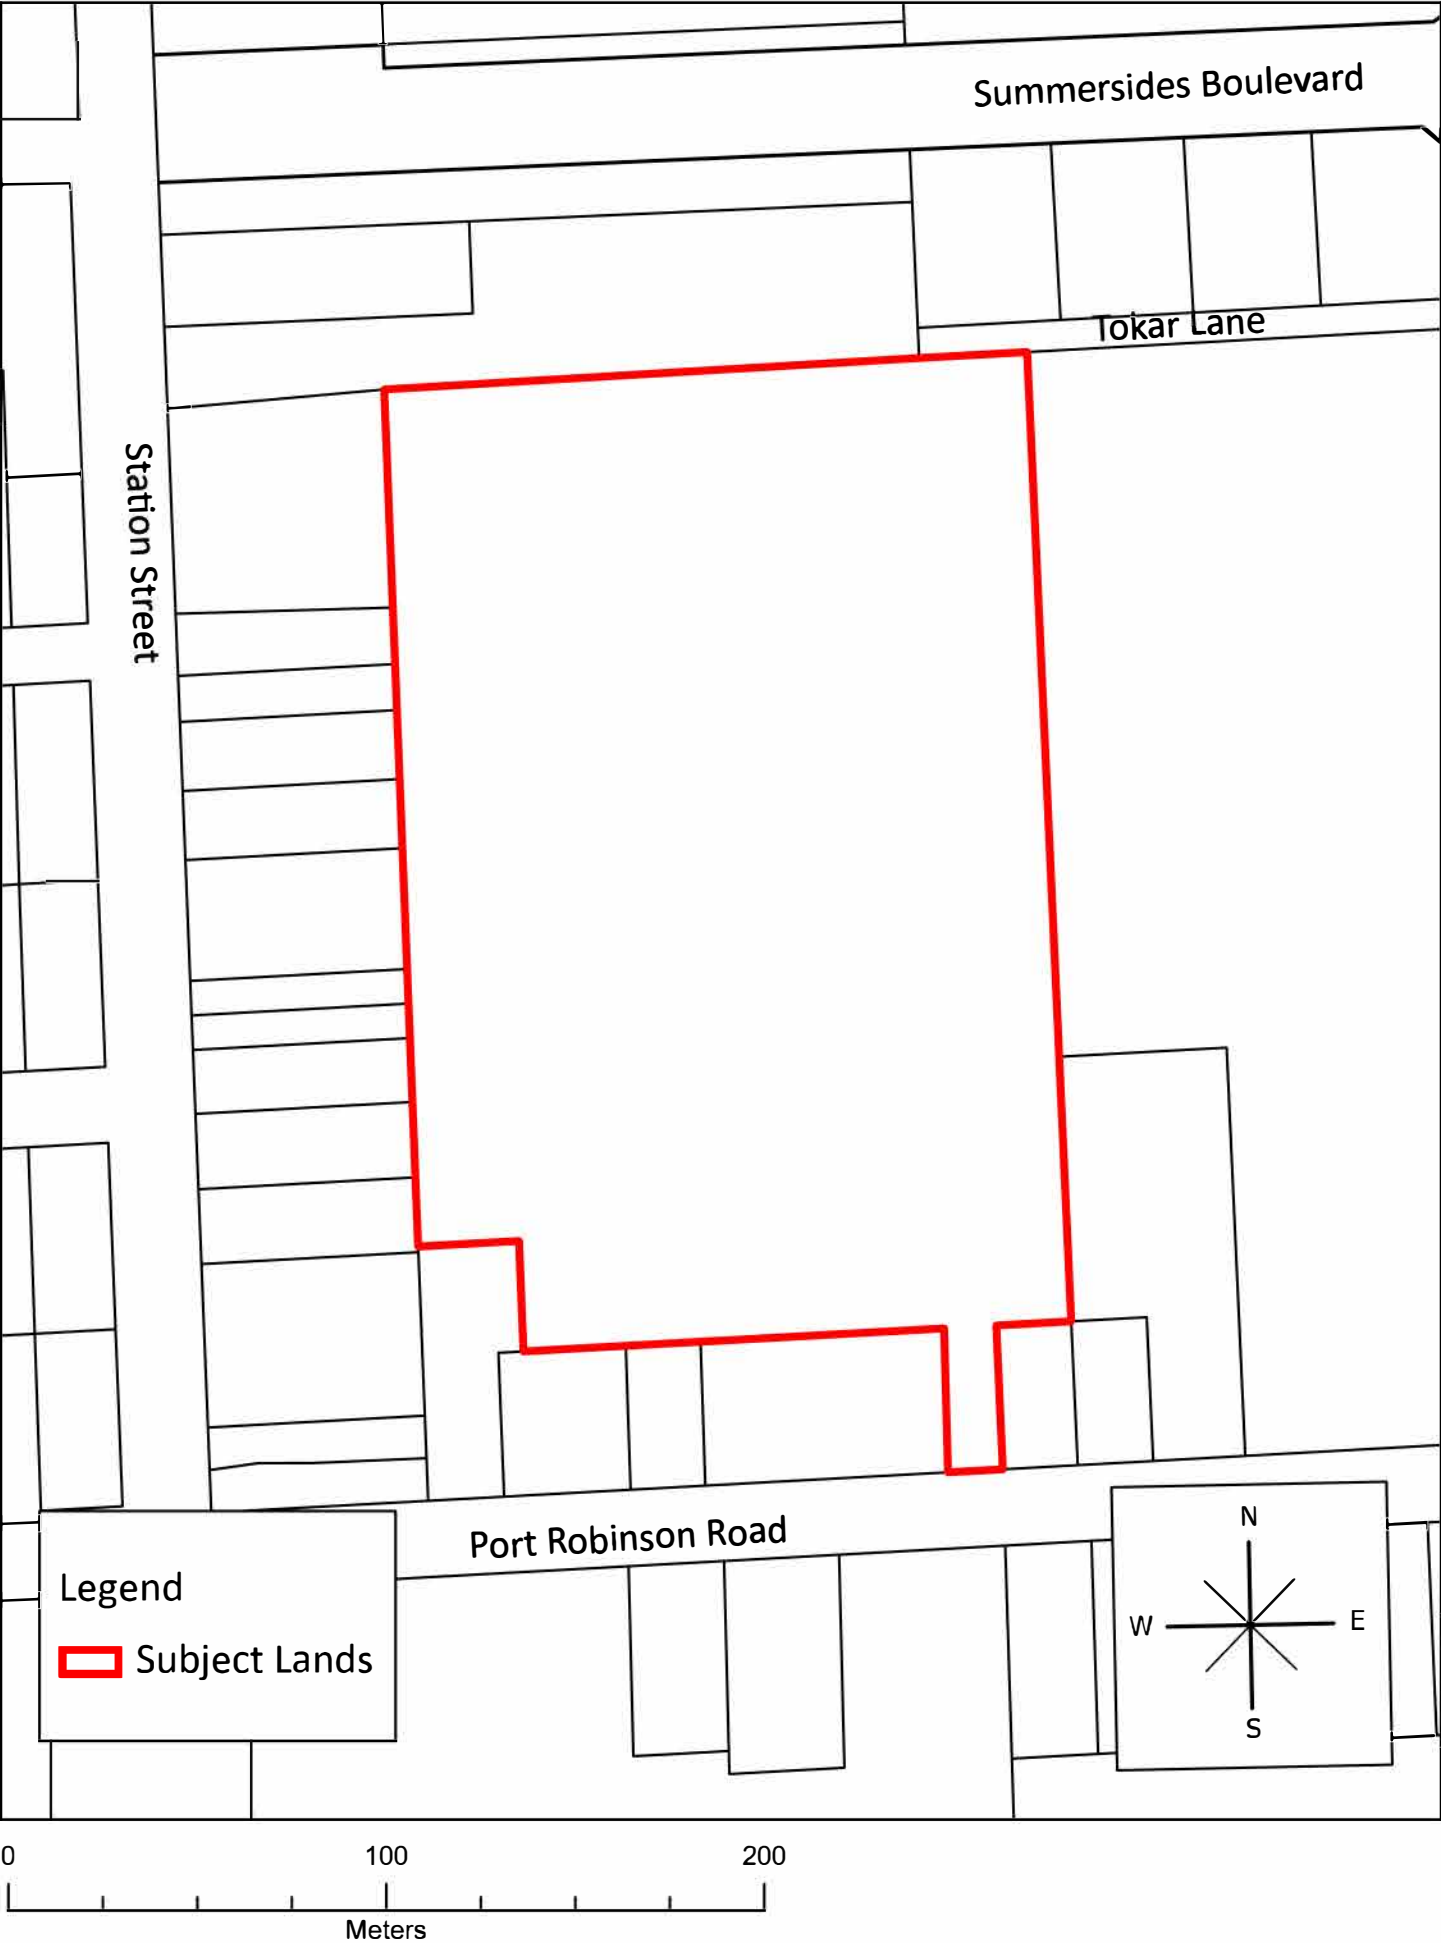 Summersides Boulevard
Tokar Lane
Station Street
Port Robinson Road
Legend
Subject Lands
N
W E
S
0 100 200
Meters